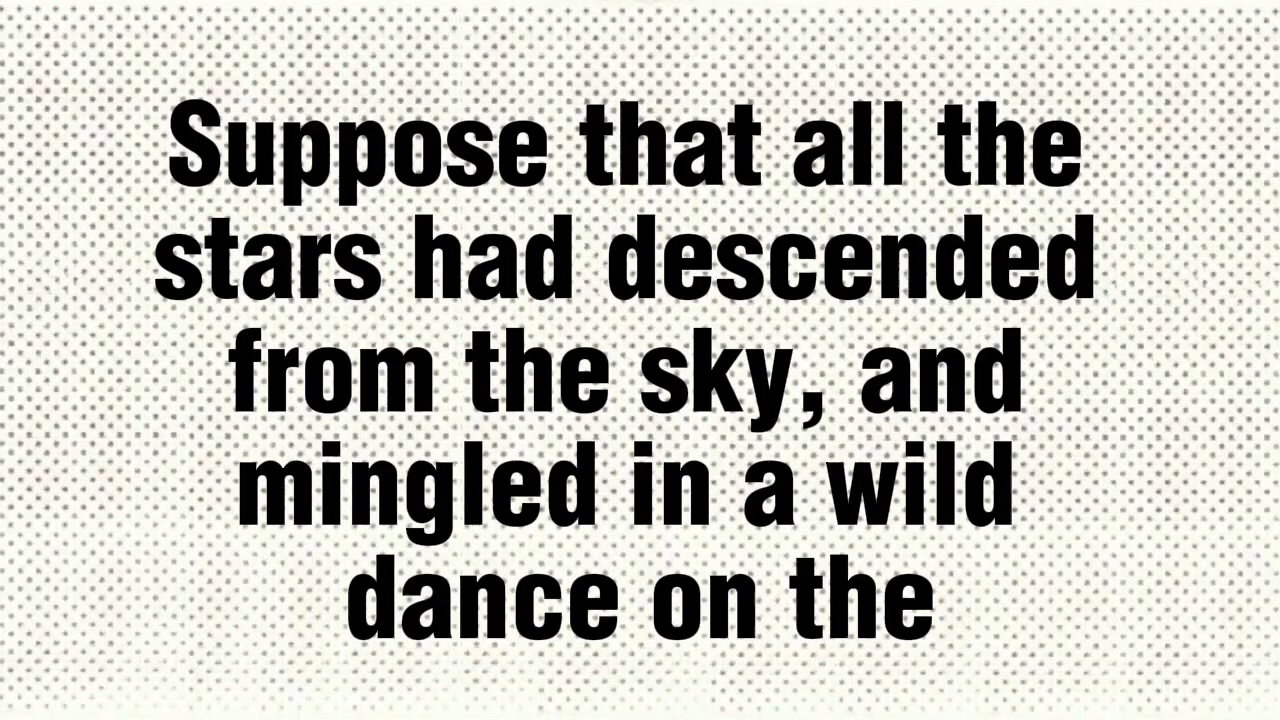 Suppose that all the
stars had descended
from the sky, and
mingled in a wild
dance on the